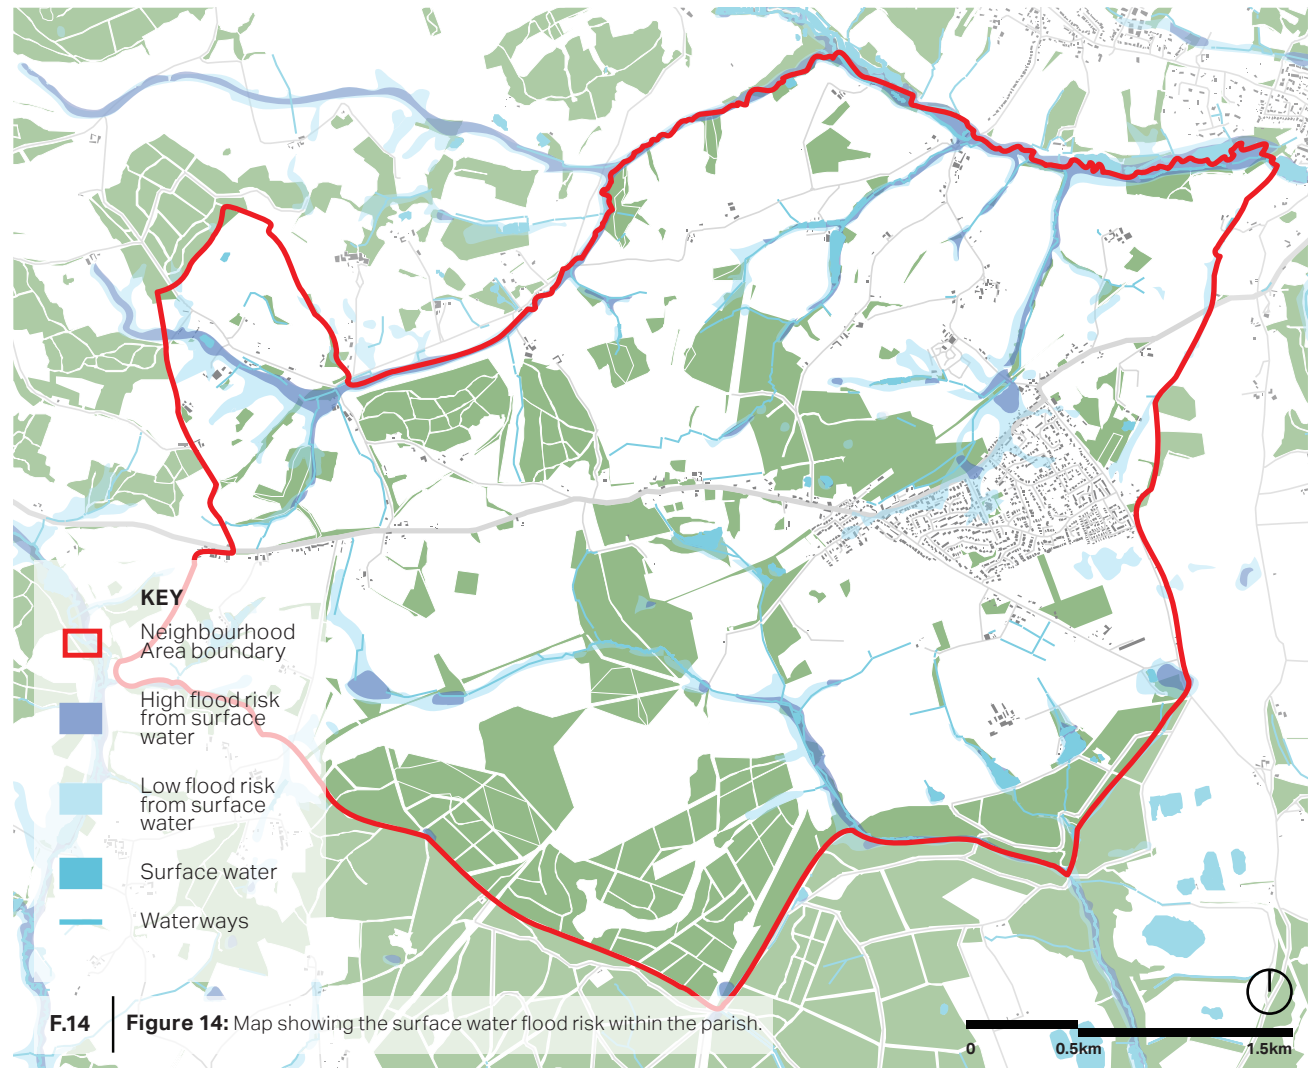 KEY
Neighbourhood
Area boundary
High flood risk
from surface
water
Low flood risk
from surface
water
Surface water
Waterways
F.14
Figure 14: Map showing the surface water flood risk within the parish.
0 0.5km 1.5km